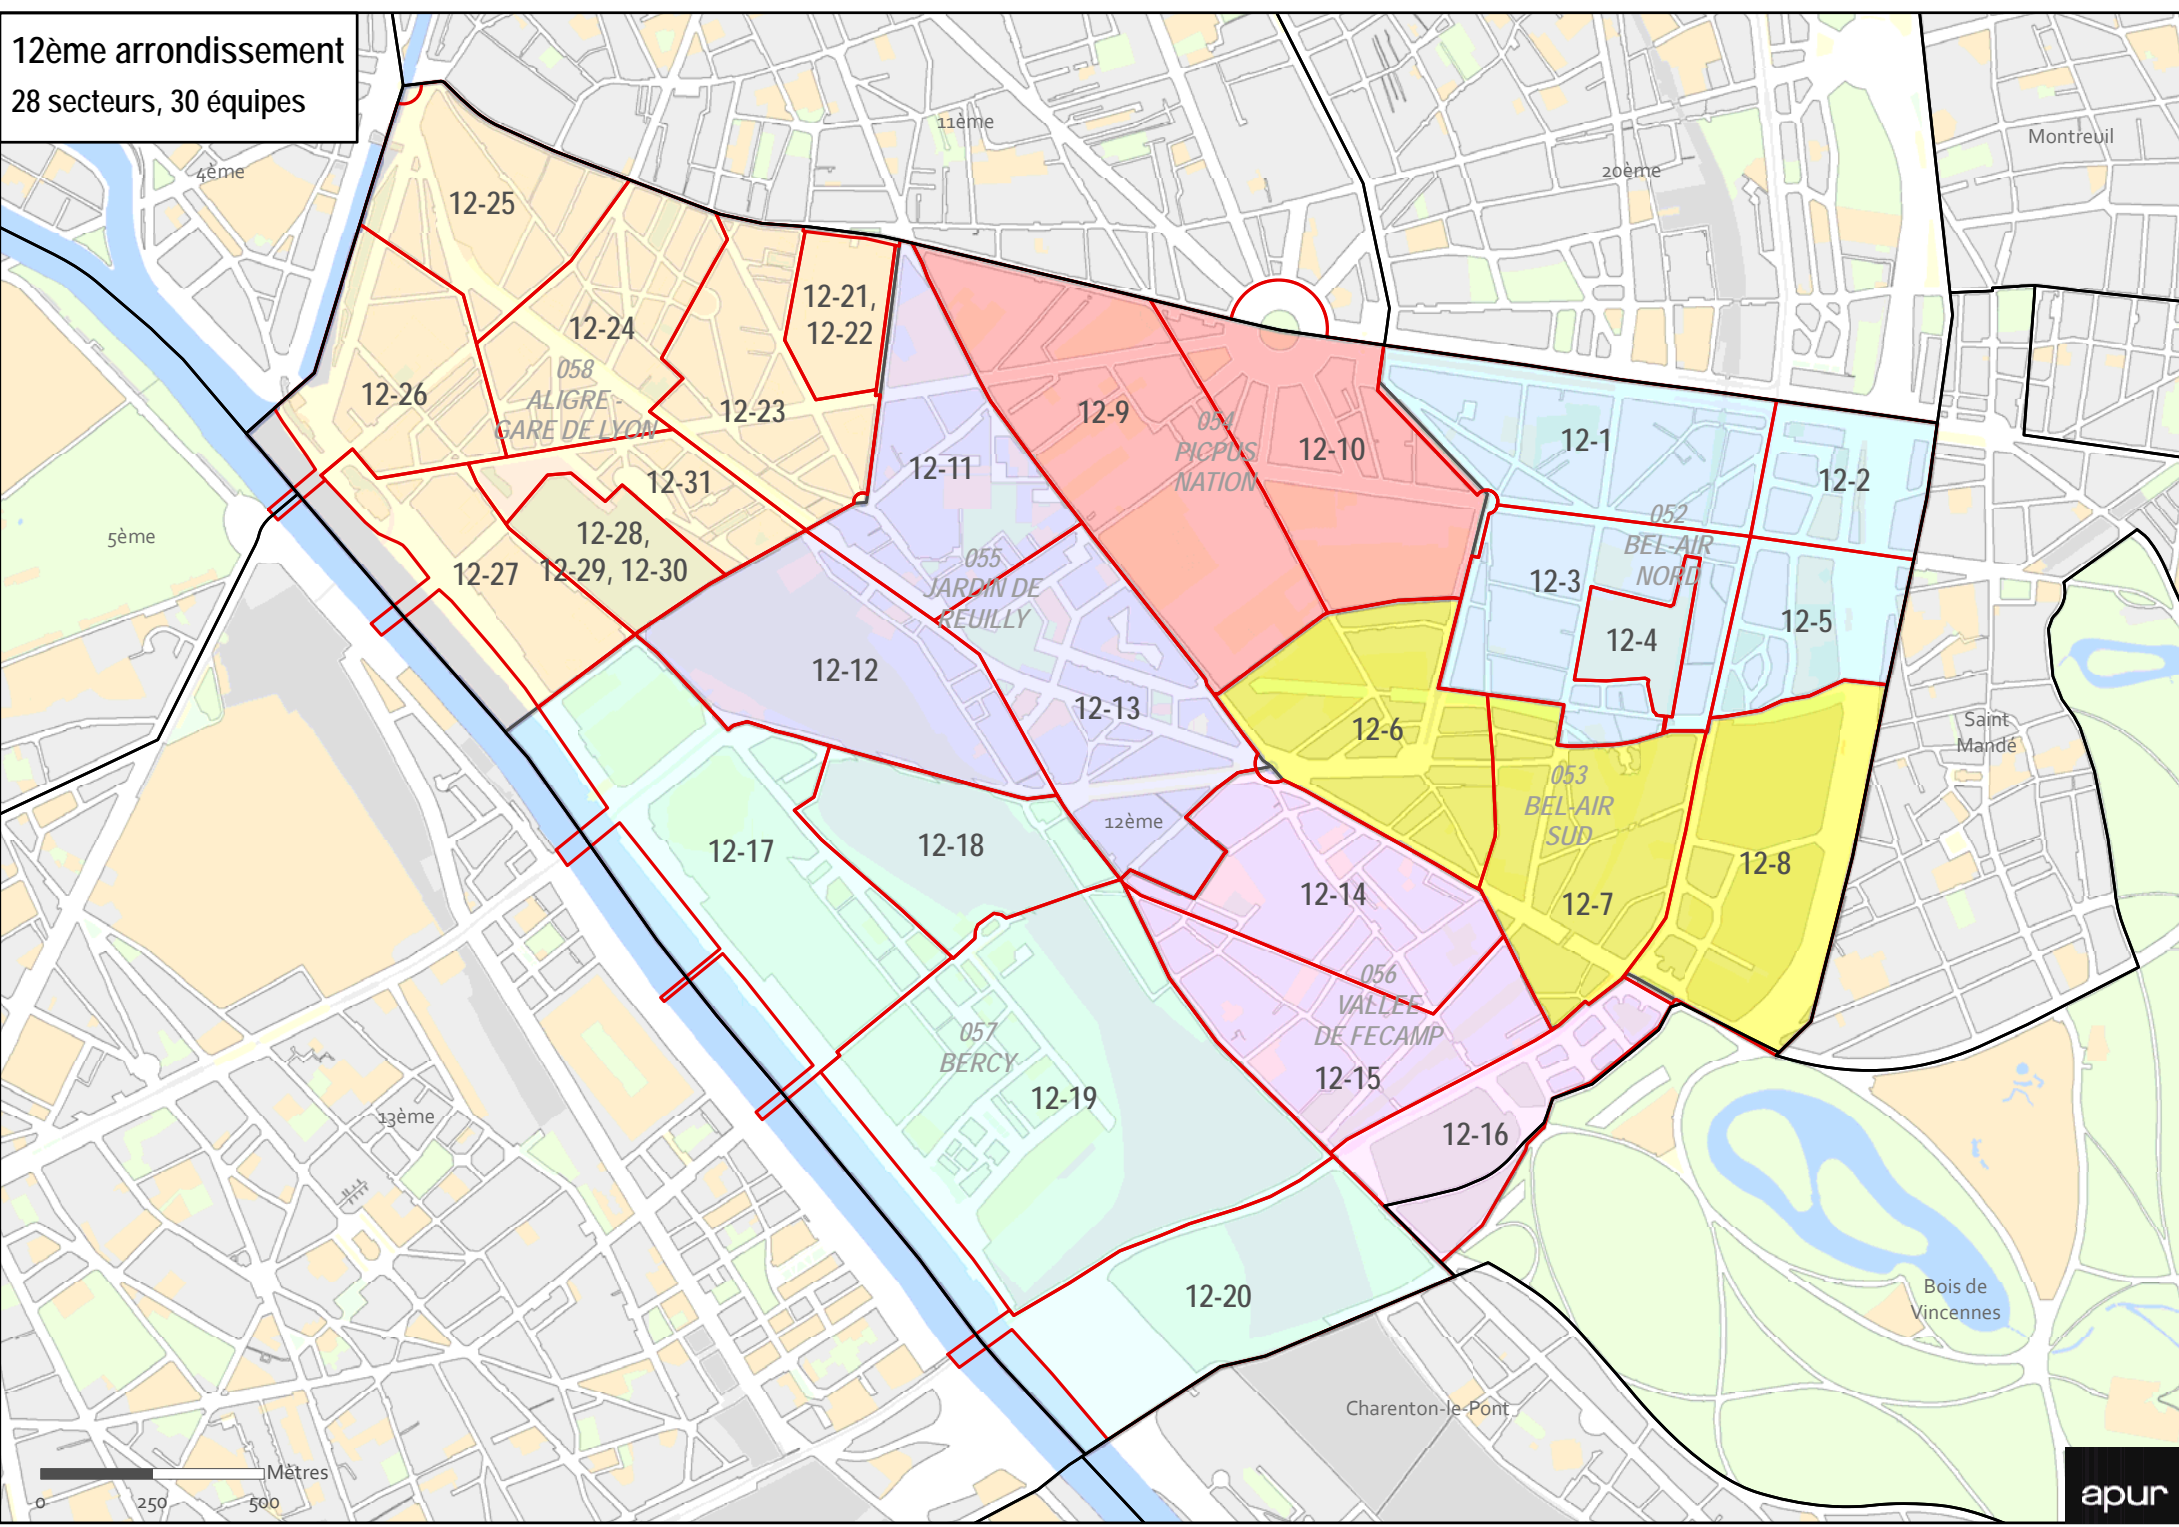 12ème arrondissement
28 secteurs, 30 équipes
11ème
4ème
20ème
Montreuil
12-25
12-21,
12-22
12-24
058
ALIGRE -
GARE DE LYON
12-26
12-23
12-9
054
PICPUS
NATION
12-10
12-1
12-2
12-11
12-31
052
BEL-AIR
NORD
5ème
12-28,
12-29, 12-30
12-27
055
JARDIN DE
REUILLY
12-3
12-4
12-5
12-12
12-13
12-6
Saint
Mandé
053
BEL-AIR
SUD
12ème
12-17
12-18
12-14
12-7
12-8
056
VALLEE
DE FECAMP
057
BERCY
12-15
12-19
13ème
12-16
12-20
Bois de
Vincennes
Charenton-le-Pont
Mètres
0 250 500
apur